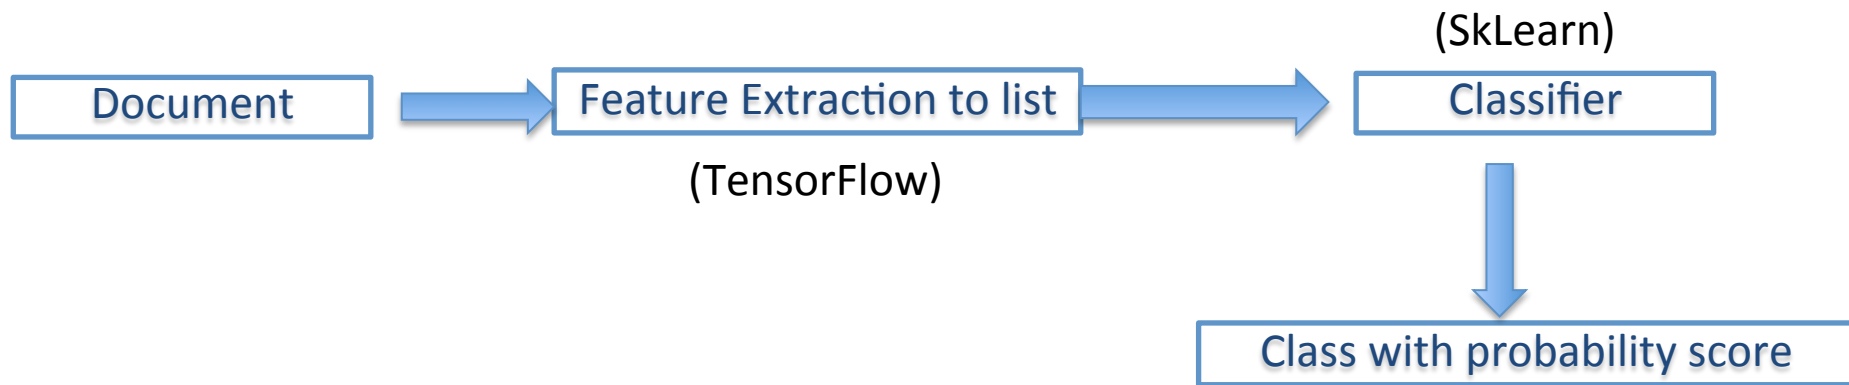 (SkLearn)
Document
Feature Extraction to list
Classifier
(TensorFlow)
Class with probability score